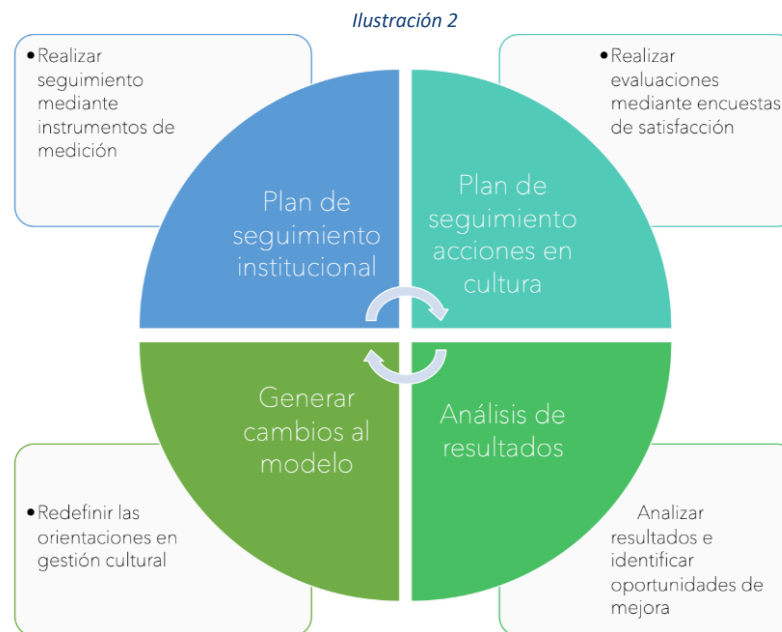 Ilustración 2
•Realizar
seguimiento
mediante
instrumentos de
medición
•Realizar
evaluaciones
mediante encuestas
de satisfacción
Plan de
seguimiento
institucional
Plan de
seguimiento
acciones en
cultura
Generar
cambios al
modelo
Análisis de
resultados
•Redefinir las
orientaciones en
gestión cultural
Analizar
resultados e
identificar
oportunidades de
mejora